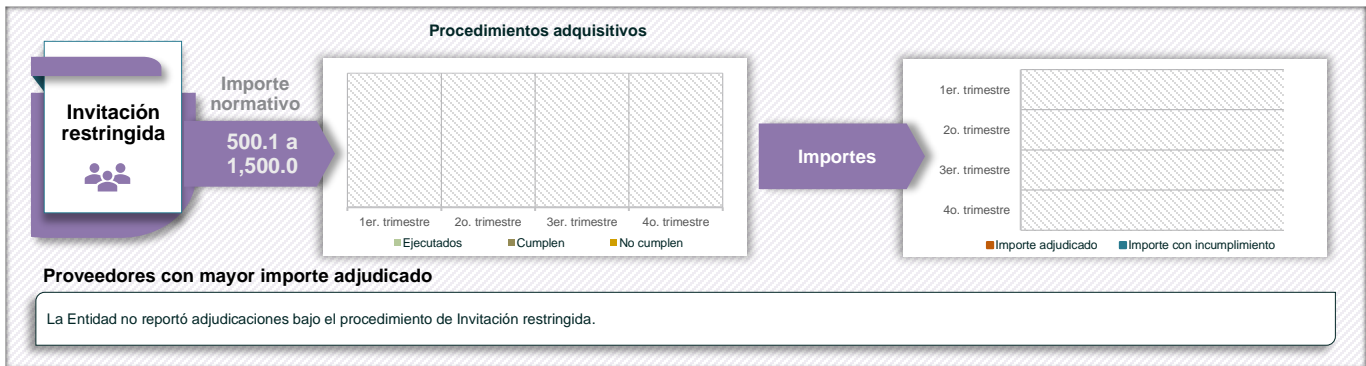 Procedimientos adquisitivos
Invitación
restringida
Importe
normativo
500.1 a
1,500.0
1er. trimestre
2o. trimestre
3er. trimestre
4o. trimestre
Ejecutados
Cumplen
No cumplen
Importes
1er. trimestre
2o. trimestre
3er. trimestre
4o. trimestre
Importe adjudicado
Importe con incumplimiento
Proveedores con mayor importe adjudicado
La Entidad no reportó adjudicaciones bajo el procedimiento de Invitación restringida.